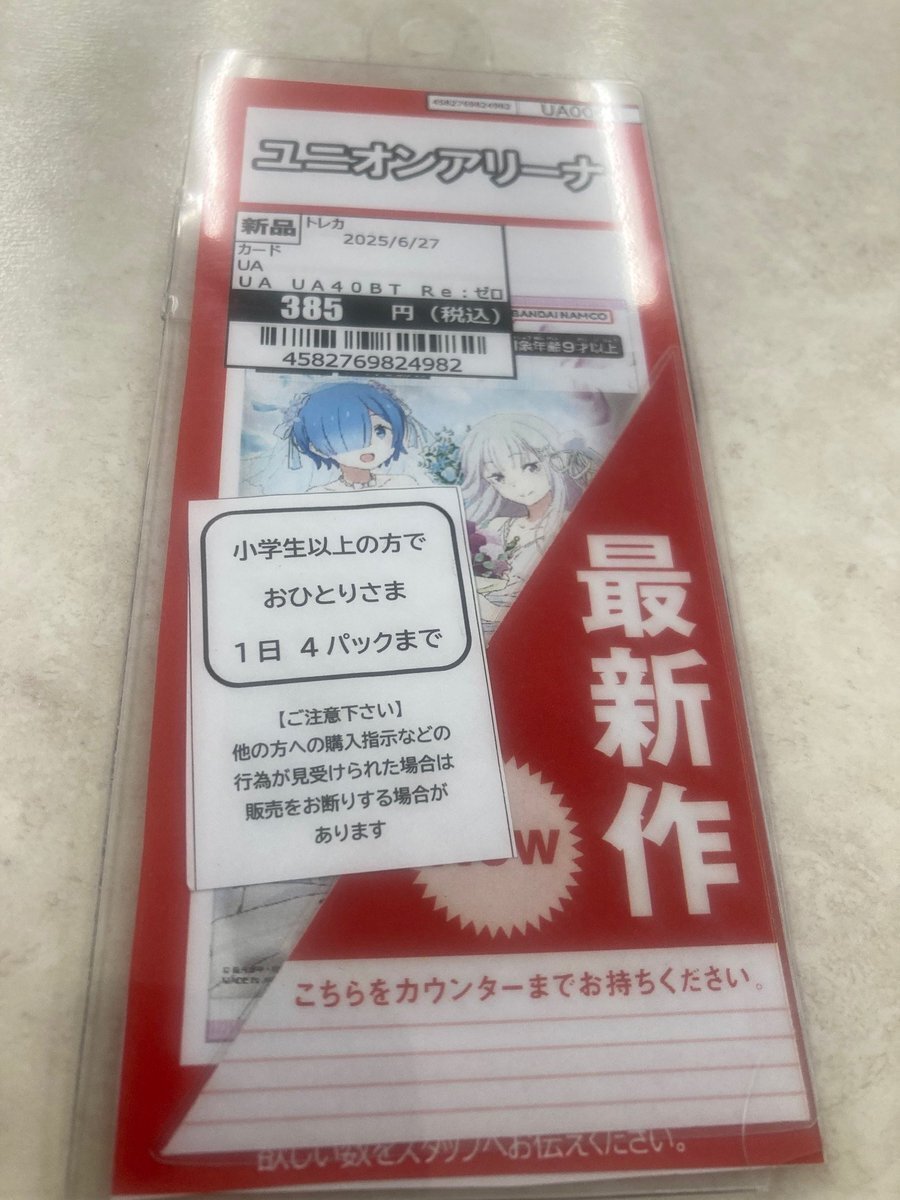 4582769824982
UA00
ユニオンアリーナ
新品
トレカ
2025/6/27
カード
UA
UA UA40BT Re:ゼロ
385 円(税込)
4582769824982
BANDAI NAMCO
対象年齢9才以上
小学生以上の方で
おひとりさま
1日 4パックまで
【ご注意下さい】
他の方への購入指示などの
行為が見受けられた場合は
販売をお断りする場合が
あります
最新作
こちらをカウンターまでお持ちください。
欲しい数をスタッフへお伝えください。